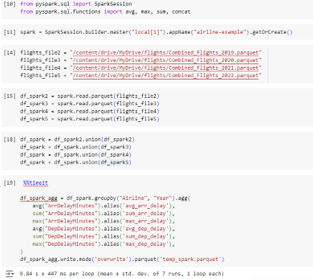 [10] from pyspark.sql import SparkSession
from pyspark.sql.functions import avg, max, sum, concat
[11] spark = SparkSession.builder.master("local[1]").appName("airline-example").getOrCreate()
[14] flights_file2 = "/content/drive/MyDrive/flights/Combined_Flights_2019.parquet"
flights_file3 = "/content/drive/MyDrive/flights/Combined_Flights_2020.parquet"
flights_file4 = "/content/drive/MyDrive/flights/Combined_Flights_2021.parquet"
flights_file5 = "/content/drive/MyDrive/flights/Combined_Flights_2022.parquet"
[15] df_spark2 = spark.read.parquet(flights_file2)
df_spark3 = spark.read.parquet(flights_file3)
df_spark4 = spark.read.parquet(flights_file4)
df_spark5 = spark.read.parquet(flights_file5)
[18] df_spark = df_spark2.union(df_spark2)
df_spark = df_spark.union(df_spark3)
df_spark = df_spark.union(df_spark4)
df_spark = df_spark.union(df_spark5)
[19] %%timeit
df_spark_agg = df_spark.groupby("Airline", "Year").agg(
avg("ArrDelayMinutes").alias('avg_arr_delay'),
sum("ArrDelayMinutes").alias('sum_arr_delay'),
max("ArrDelayMinutes").alias('max_arr_delay'),
avg("DepDelayMinutes").alias('avg_dep_delay'),
sum("DepDelayMinutes").alias('sum_dep_delay'),
max("DepDelayMinutes").alias('max_dep_delay'),
)
df_spark_agg.write.mode('overwrite').parquet('temp_spark.parquet')
9.84 s ± 447 ms per loop (mean ± std. dev. of 7 runs, 1 loop each)